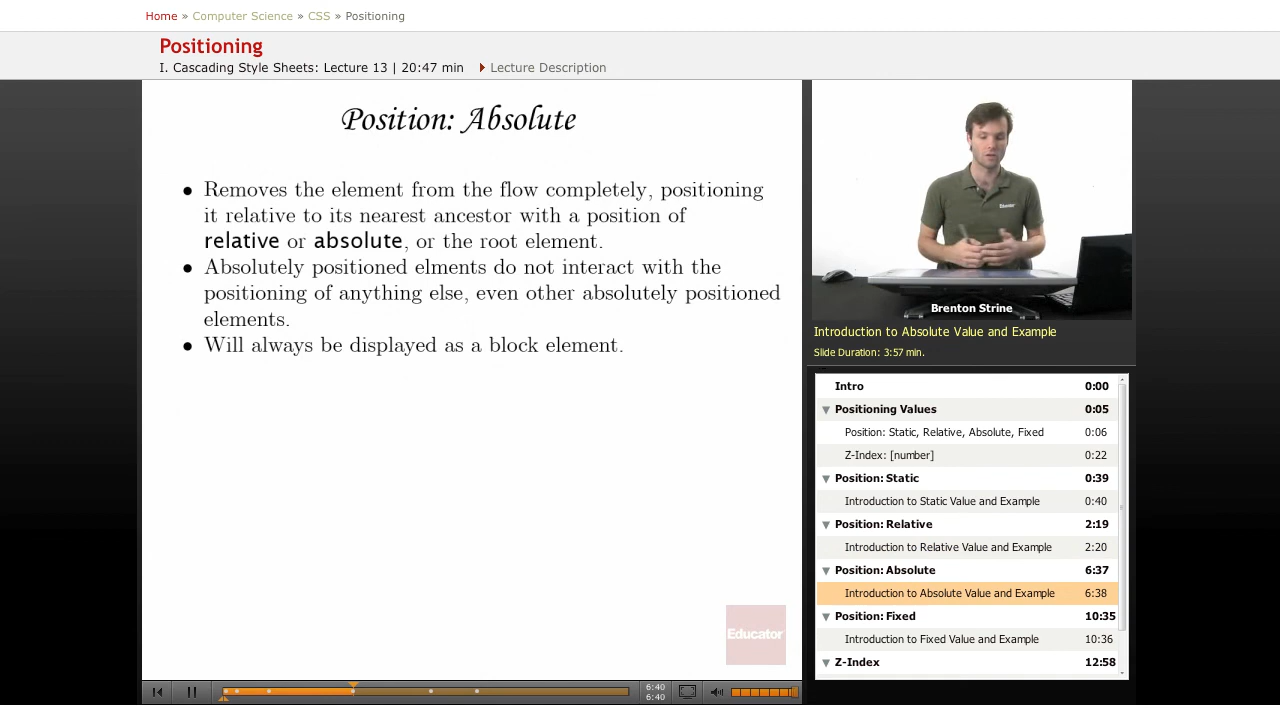 Home » Computer Science » CSS » Positioning
Positioning
I. Cascading Style Sheets: Lecture 13 | 20:47 min Lecture Description
Position: Absolute
• Removes the element from the flow completely, positioning
it relative to its nearest ancestor with a position of
relative or absolute, or the root element.
• Absolutely positioned elments do not interact with the
positioning of anything else, even other absolutely positioned
elements.
• Will always be displayed as a block element.
Educator
6:40
6:40
Brenton Strine
Introduction to Absolute Value and Example
Slide Duration: 3:57 min.
Intro 0:00
Positioning Values 0:05
Position: Static, Relative, Absolute, Fixed 0:06
Z-Index: [number] 0:22
Position: Static 0:39
Introduction to Static Value and Example 0:40
Position: Relative 2:19
Introduction to Relative Value and Example 2:20
Position: Absolute 6:37
Introduction to Absolute Value and Example 6:38
Position: Fixed 10:35
Introduction to Fixed Value and Example 10:36
Z-Index 12:58